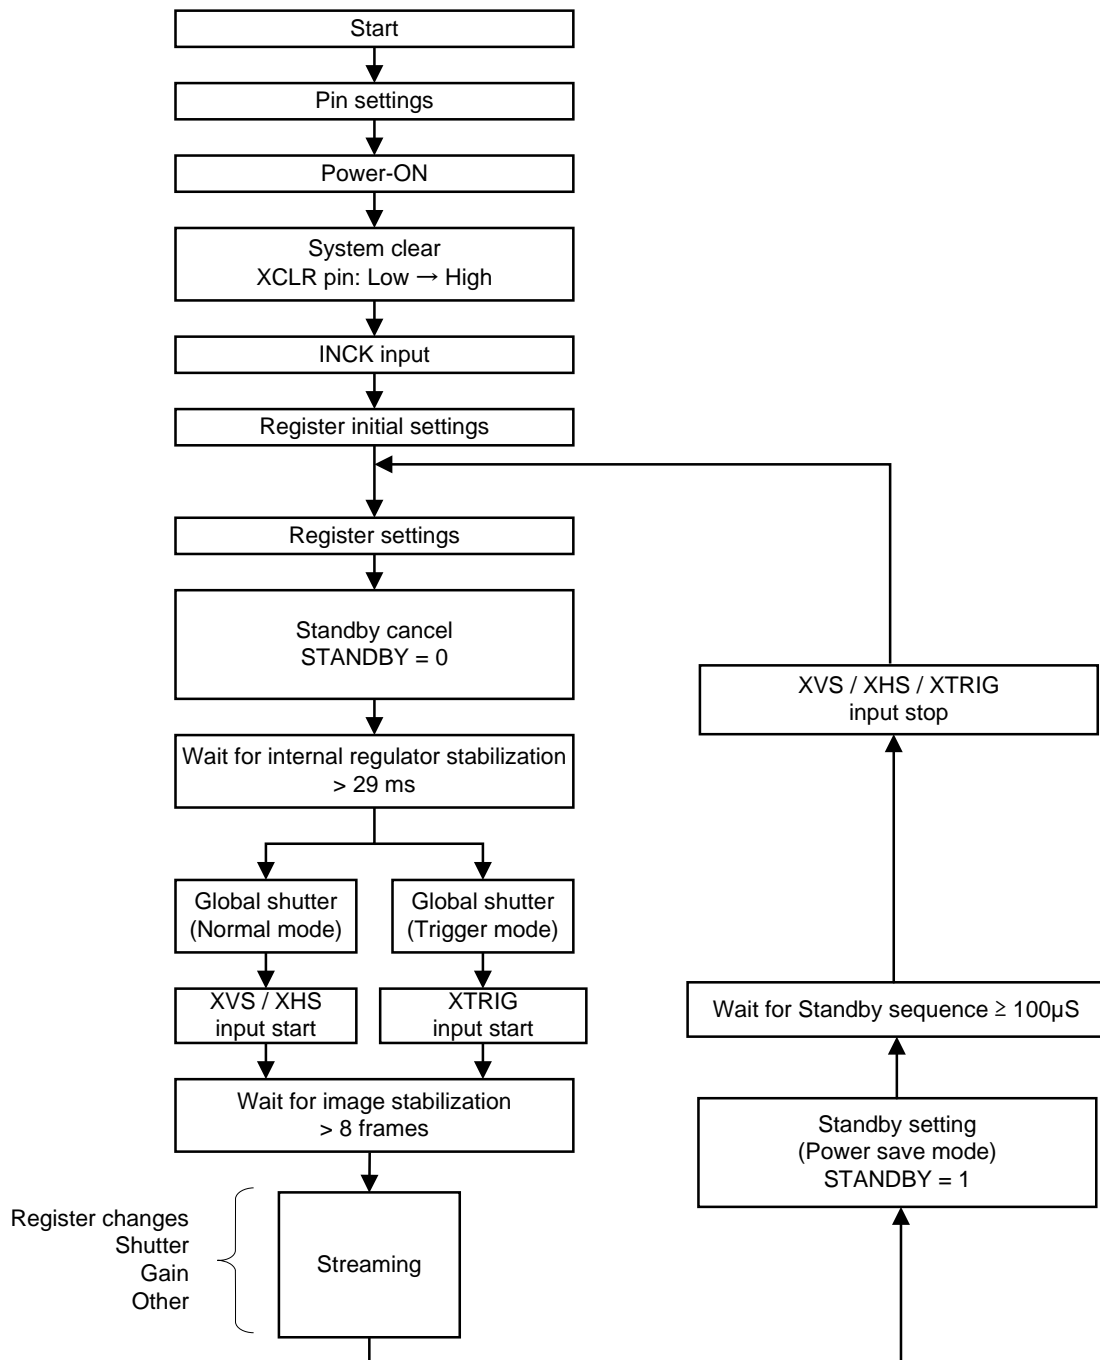 Start
Pin settings
Power-ON
System clear
XCLR pin: Low → High
INCK input
Register initial settings
Register settings
Standby cancel
STANDBY = 0
Wait for internal regulator stabilization
> 29 ms
Global shutter
(Normal mode)
Global shutter
(Trigger mode)
XVS / XHS
input start
XTRIG
input start
Wait for image stabilization
> 8 frames
Register changes
Shutter
Gain
Other
Streaming
XVS / XHS / XTRIG
input stop
Wait for Standby sequence ≥ 100µS
Standby setting
(Power save mode)
STANDBY = 1